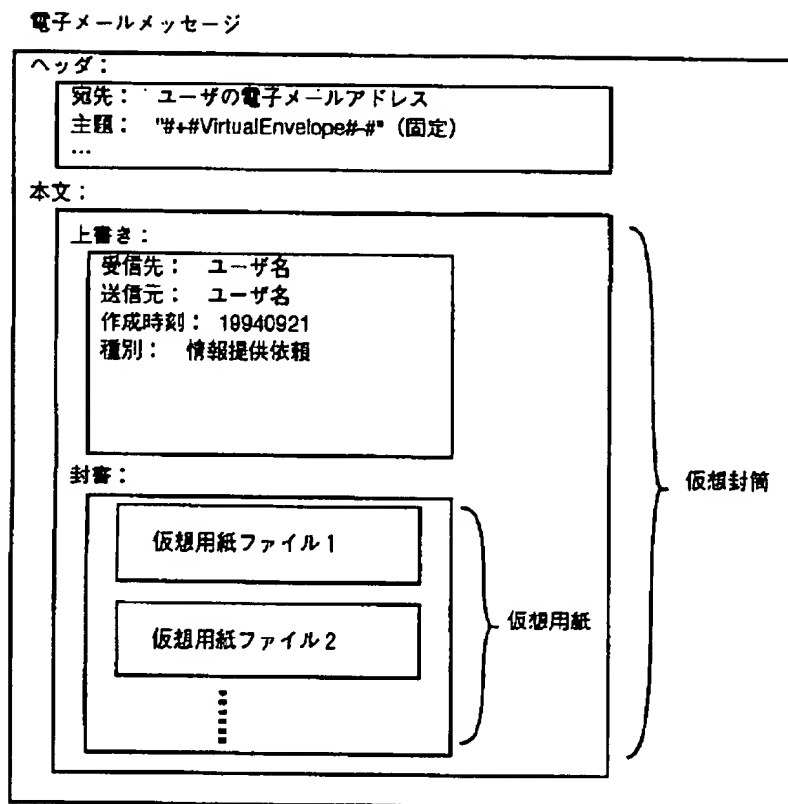 電子メールメッセージ
ヘッダ:
宛先: ユーザの電子メールアドレス
主題: "#+#VirtualEnvelope#-#" (固定)
...
本文:
上書き:
受信先: ユーザ名
送信元: ユーザ名
作成時刻: 19940921
種別: 情報提供依頼
封書:
仮想封筒
仮想用紙ファイル1
仮想用紙
仮想用紙ファイル2